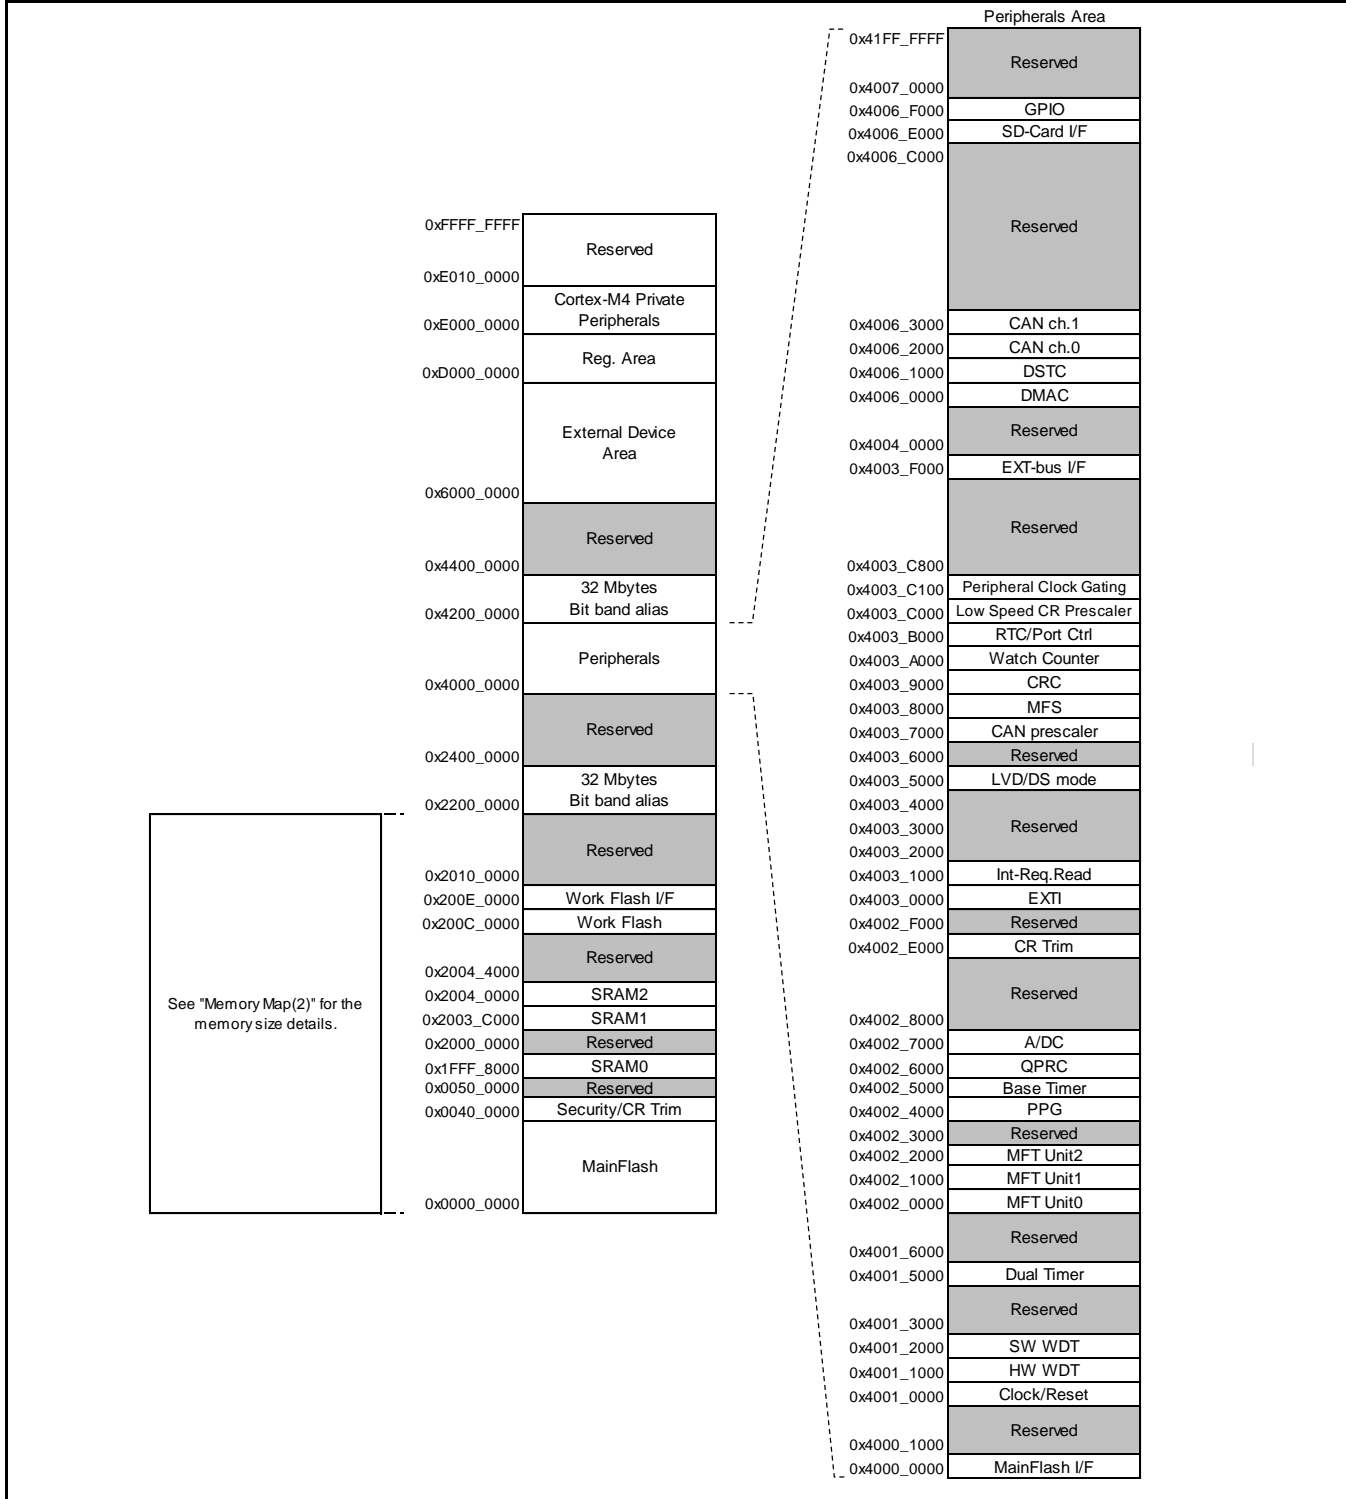 Peripherals Area
0x41FF_FFFF
Reserved
0x4007_0000
0x4006_F000 GPIO
0x4006_E000 SD-Card I/F
0x4006_C000
Reserved
0x4006_3000 CAN ch.1
0x4006_2000 CAN ch.0
0x4006_1000 DSTC
0x4006_0000 DMAC
Reserved
0x4004_0000
0x4003_F000 EXT-bus I/F
Reserved
0x4003_C800
0x4003_C100 Peripheral Clock Gating
0x4003_C000 Low Speed CR Prescaler
0x4003_B000 RTC/Port Ctrl
0x4003_A000 Watch Counter
0x4003_9000 CRC
0x4003_8000 MFS
0x4003_7000 CAN prescaler
0x4003_6000 Reserved
0x4003_5000 LVD/DS mode
0x4003_4000
0x4003_3000 Reserved
0x4003_2000
0x4003_1000 Int-Req.Read
0x4003_0000 EXTI
0x4002_F000 Reserved
0x4002_E000 CR Trim
Reserved
0x4002_8000
0x4002_7000 A/DC
0x4002_6000 QPRC
0x4002_5000 Base Timer
0x4002_4000 PPG
0x4002_3000 Reserved
0x4002_2000 MFT Unit2
0x4002_1000 MFT Unit1
0x4002_0000 MFT Unit0
Reserved
0x4001_6000
0x4001_5000 Dual Timer
Reserved
0x4001_3000
0x4001_2000 SW WDT
0x4001_1000 HW WDT
0x4001_0000 Clock/Reset
Reserved
0x4000_1000
0x4000_0000 MainFlash I/F
0xFFFF_FFFF
Reserved
0xE010_0000
Cortex-M4 Private
0xE000_0000 Peripherals
Reg. Area
0xD000_0000
External Device
Area
0x6000_0000
Reserved
0x4400_0000
32 Mbytes
0x4200_0000 Bit band alias
Peripherals
0x4000_0000
Reserved
0x2400_0000
32 Mbytes
0x2200_0000 Bit band alias
Reserved
0x2010_0000
0x200E_0000 Work Flash I/F
0x200C_0000 Work Flash
Reserved
0x2004_4000
0x2004_0000 SRAM2
0x2003_C000 SRAM1
0x2000_0000 Reserved
0x1FFF_8000 SRAM0
0x0050_0000 Reserved
0x0040_0000 Security/CR Trim
MainFlash
0x0000_0000
See "Memory Map(2)" for the
memory size details.